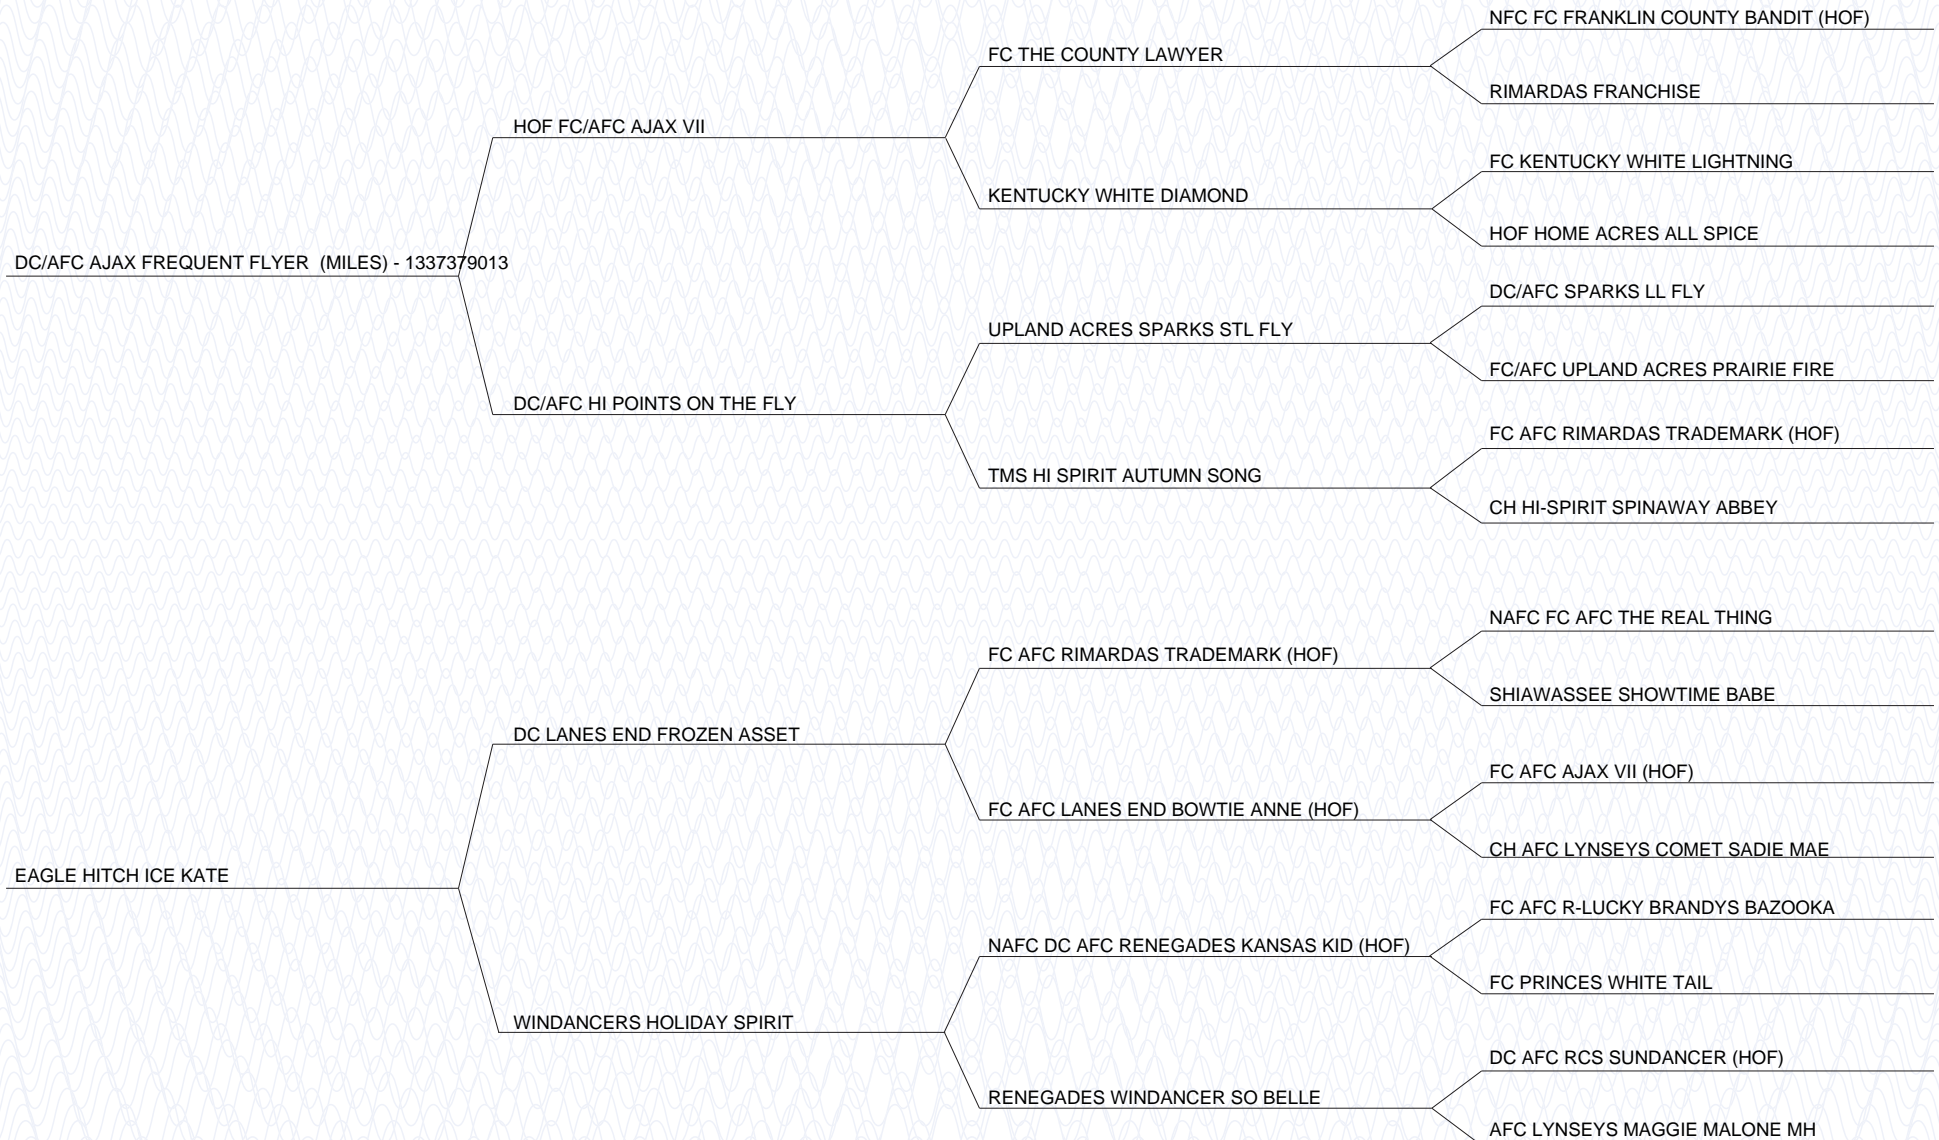 NFC FC FRANKLIN COUNTY BANDIT (HOF)
FC THE COUNTY LAWYER
RIMARDAS FRANCHISE
HOF FC/AFC AJAX VII
FC KENTUCKY WHITE LIGHTNING
KENTUCKY WHITE DIAMOND
HOF HOME ACRES ALL SPICE
DC/AFC AJAX FREQUENT FLYER (MILES) - 1337379013
DC/AFC SPARKS LL FLY
UPLAND ACRES SPARKS STL FLY
FC/AFC UPLAND ACRES PRAIRIE FIRE
DC/AFC HI POINTS ON THE FLY
FC AFC RIMARDAS TRADEMARK (HOF)
TMS HI SPIRIT AUTUMN SONG
CH HI-SPIRIT SPINAWAY ABBEY
NAFC FC AFC THE REAL THING
FC AFC RIMARDAS TRADEMARK (HOF)
SHIAWASSEE SHOWTIME BABE
DC LANES END FROZEN ASSET
FC AFC AJAX VII (HOF)
FC AFC LANES END BOWTIE ANNE (HOF)
CH AFC LYNSEYS COMET SADIE MAE
EAGLE HITCH ICE KATE
FC AFC R-LUCKY BRANDYS BAZOOKA
NAFC DC AFC RENEGADES KANSAS KID (HOF)
FC PRINCES WHITE TAIL
WINDANCERS HOLIDAY SPIRIT
DC AFC RCS SUNDANCER (HOF)
RENEGADES WINDANCER SO BELLE
AFC LYNSEYS MAGGIE MALONE MH